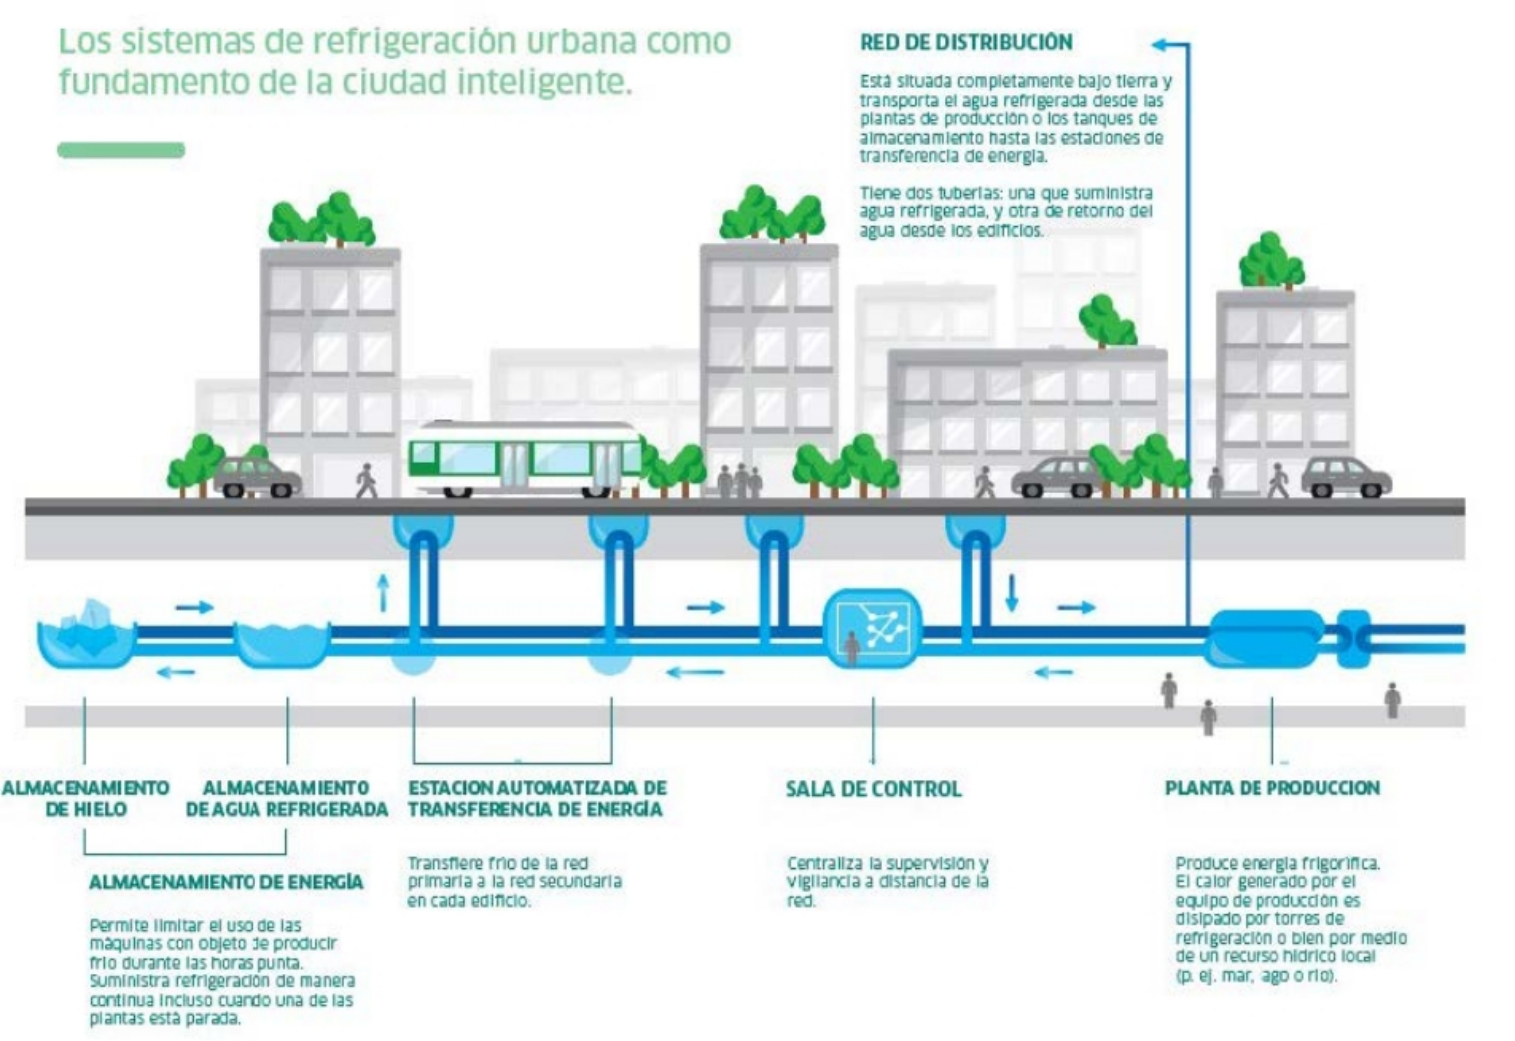 Los sistemas de refrigeración urbana como
fundamento de la ciudad inteligente.
RED DE DISTRIBUCIÓN
Está situada completamente bajo tierra y
transporta el agua refrigerada desde las
plantas de producción o los tanques de
almacenamiento hasta las estaciones de
transferencia de energía.
Tiene dos tuberías: una que suministra
agua refrigerada, y otra de retorno del
agua desde los edificios.
ALMACENAMIENTO
DE HIELO
ALMACENAMIENTO
DE AGUA REFRIGERADA
ALMACENAMIENTO DE ENERGÍA
Permite limitar el uso de las
máquinas con objeto de producir
frío durante las horas punta.
Suministra refrigeración de manera
continua incluso cuando una de las
plantas está parada.
ESTACION AUTOMATIZADA DE
TRANSFERENCIA DE ENERGÍA
Transfiere frío de la red
primaria a la red secundaria
en cada edificio.
SALA DE CONTROL
Centraliza la supervisión y
vigilancia a distancia de la
red.
PLANTA DE PRODUCCION
Produce energía frigorífica.
El calor generado por el
equipo de producción es
disipado por torres de
refrigeración o bien por medio
de un recurso hídrico local
(p. ej. mar, ago o río).